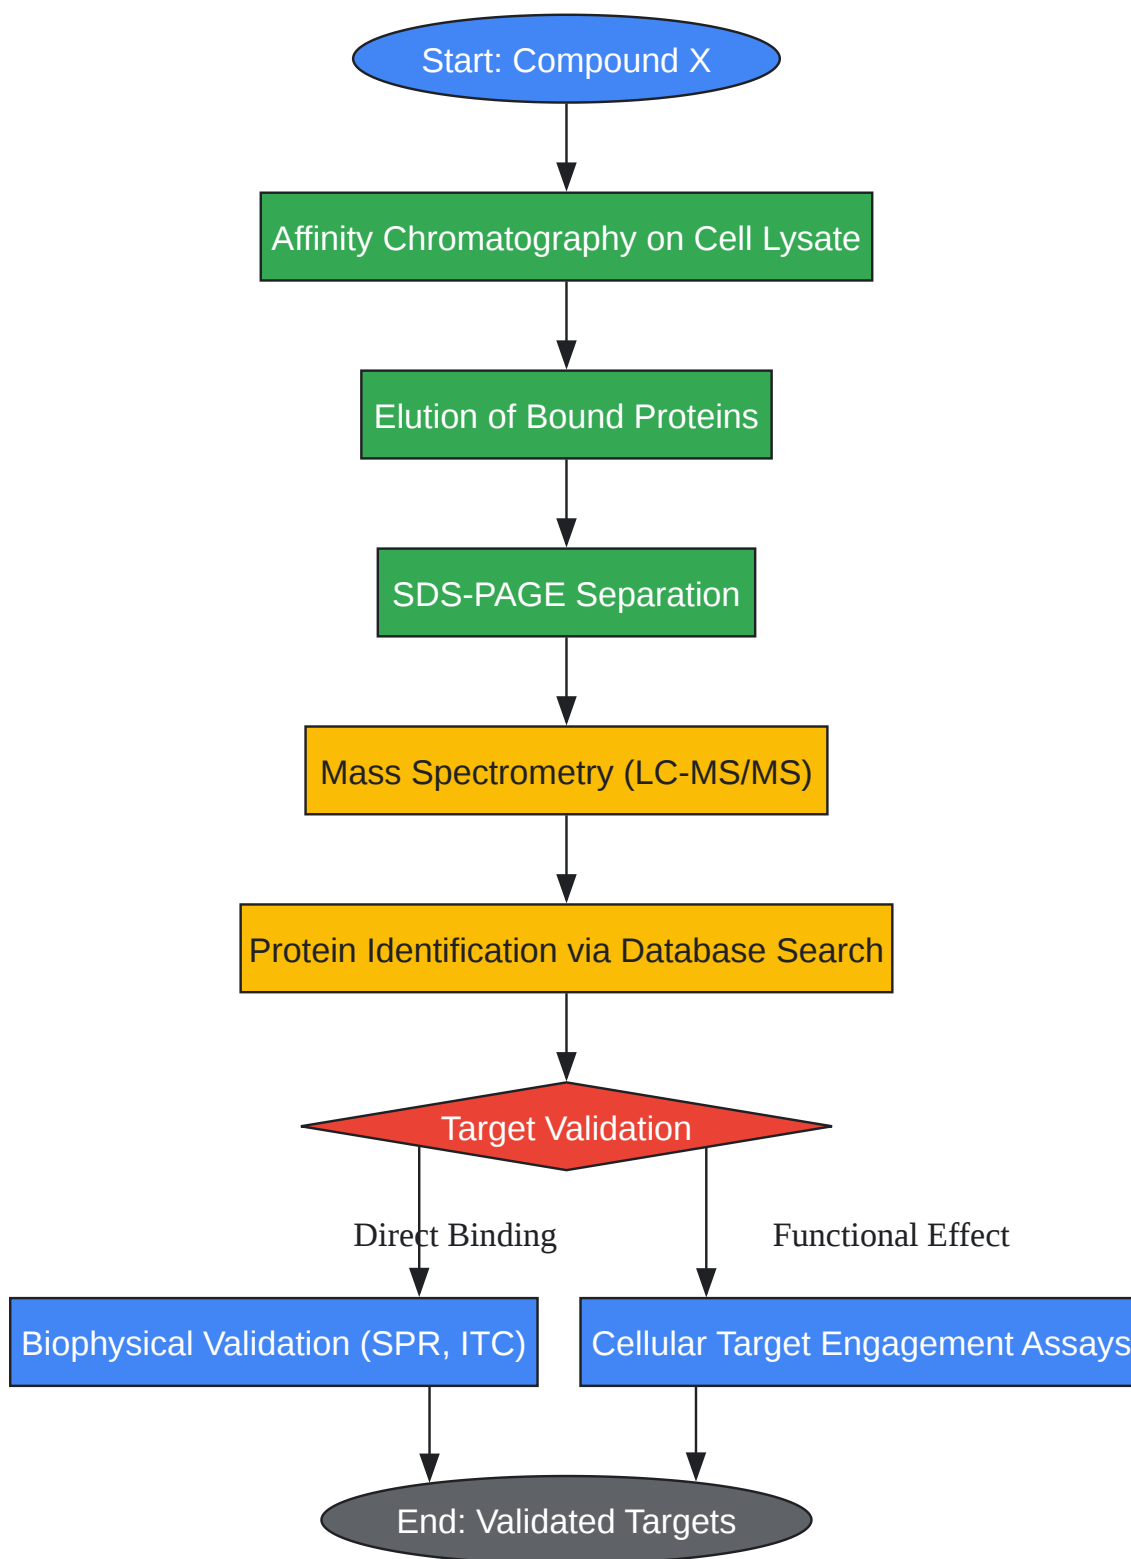 Start: Compound X
Affinity Chromatography on Cell Lysate
Elution of Bound Proteins
SDS-PAGE Separation
Mass Spectrometry (LC-MS/MS)
Protein Identification via Database Search
Target Validation
Direct Binding
Functional Effect
Biophysical Validation (SPR, ITC)
Cellular Target Engagement Assays
End: Validated Targets